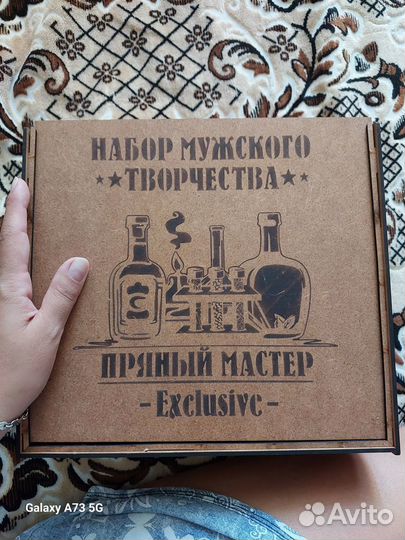 НАБОР МУЖСКОГО
★★ТВОРЧЕСТВА★★
ПРЯНЫЙ МАСТЕР
- Exclusive -
Galaxy A73 5G
Avito